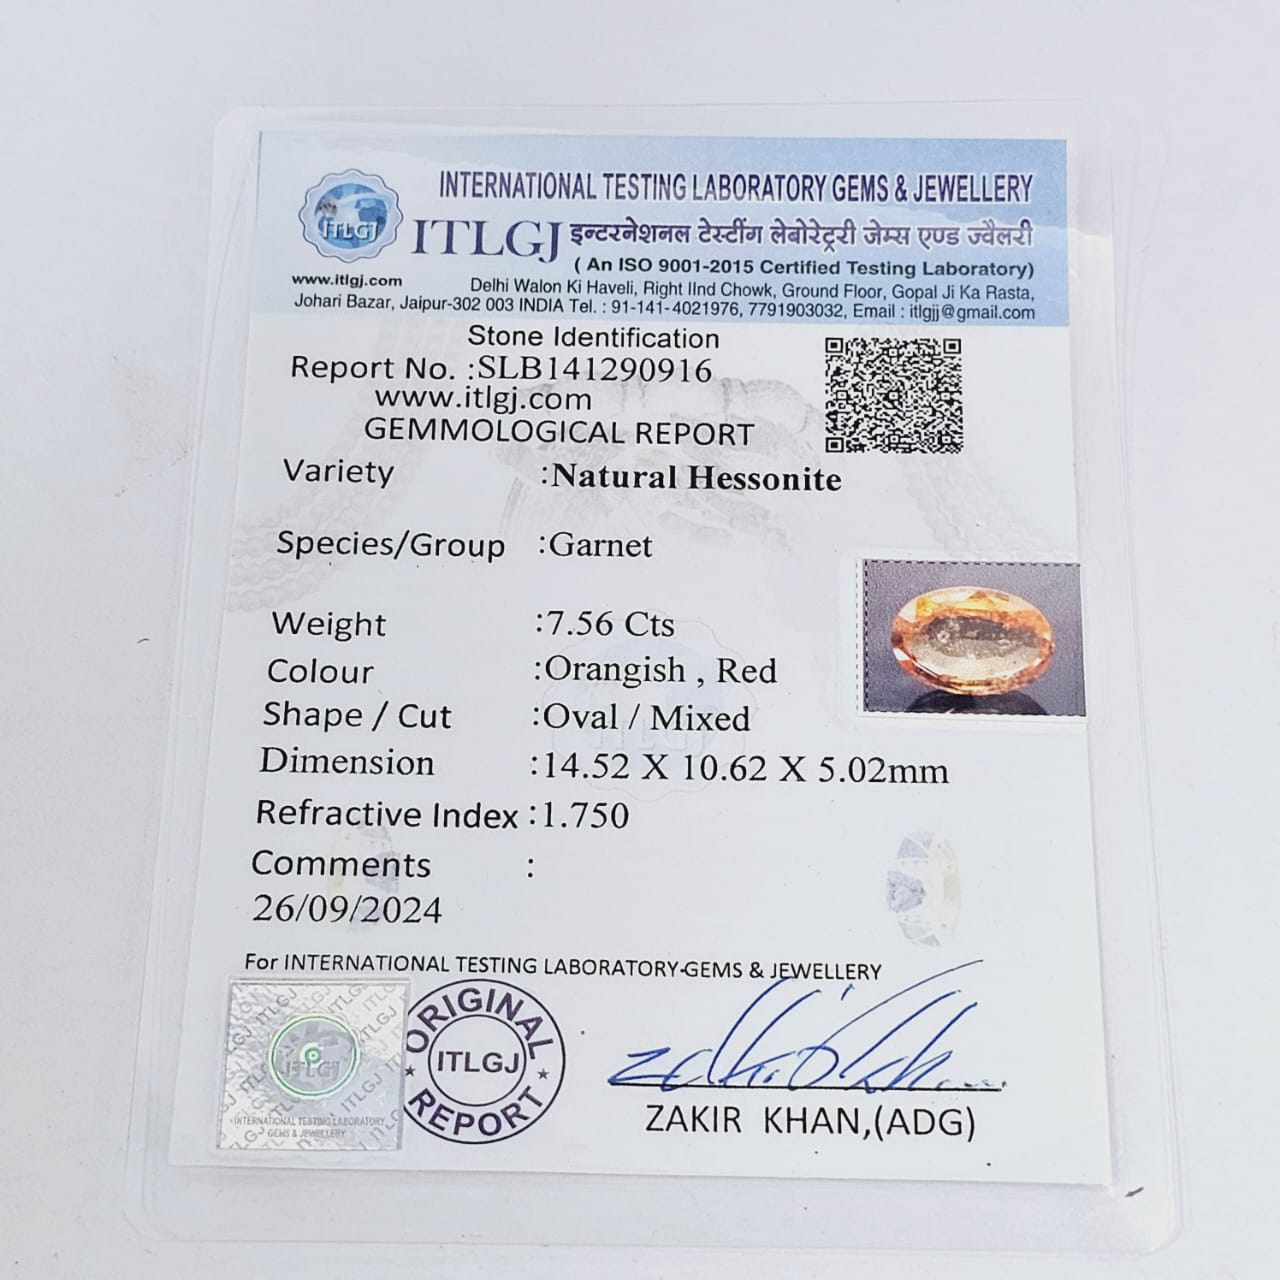 INTERNATIONAL TESTING LABORATORY GEMS & JEWELLERY
ITLGJ
ITLGJ इन्टरनेशनल टेस्टींग लेबोरेट्ररी जेम्स एण्ड ज्वैलरी
( An ISO 9001-2015 Certified Testing Laboratory)
www.itlgj.com Delhi Walon Ki Haveli, Right IInd Chowk, Ground Floor, Gopal Ji Ka Rasta,
Johari Bazar, Jaipur-302 003 INDIA Tel. : 91-141-4021976, 7791903032, Email : itlgjj@gmail.com
Stone Identification
Report No. :SLB141290916
www.itlgj.com
GEMMOLOGICAL REPORT
Variety :Natural Hessonite
Species/Group :Garnet
Weight :7.56 Cts
Colour :Orangish , Red
Shape / Cut :Oval / Mixed
Dimension :14.52 X 10.62 X 5.02mm
Refractive Index :1.750
Comments :
26/09/2024
For INTERNATIONAL TESTING LABORATORY-GEMS & JEWELLERY
ITLGJ
INTERNATIONAL TESTING LABORATORY
GEMS & JEWELLERY
ORIGINAL
ITLGJ
REPORT
ZAKIR KHAN,(ADG)